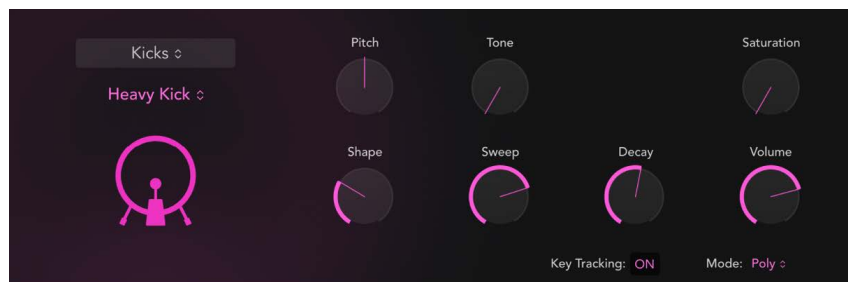 Kicks
Heavy Kick
Pitch
Tone
Saturation
Shape
Sweep
Decay
Volume
Key Tracking: ON
Mode: Poly